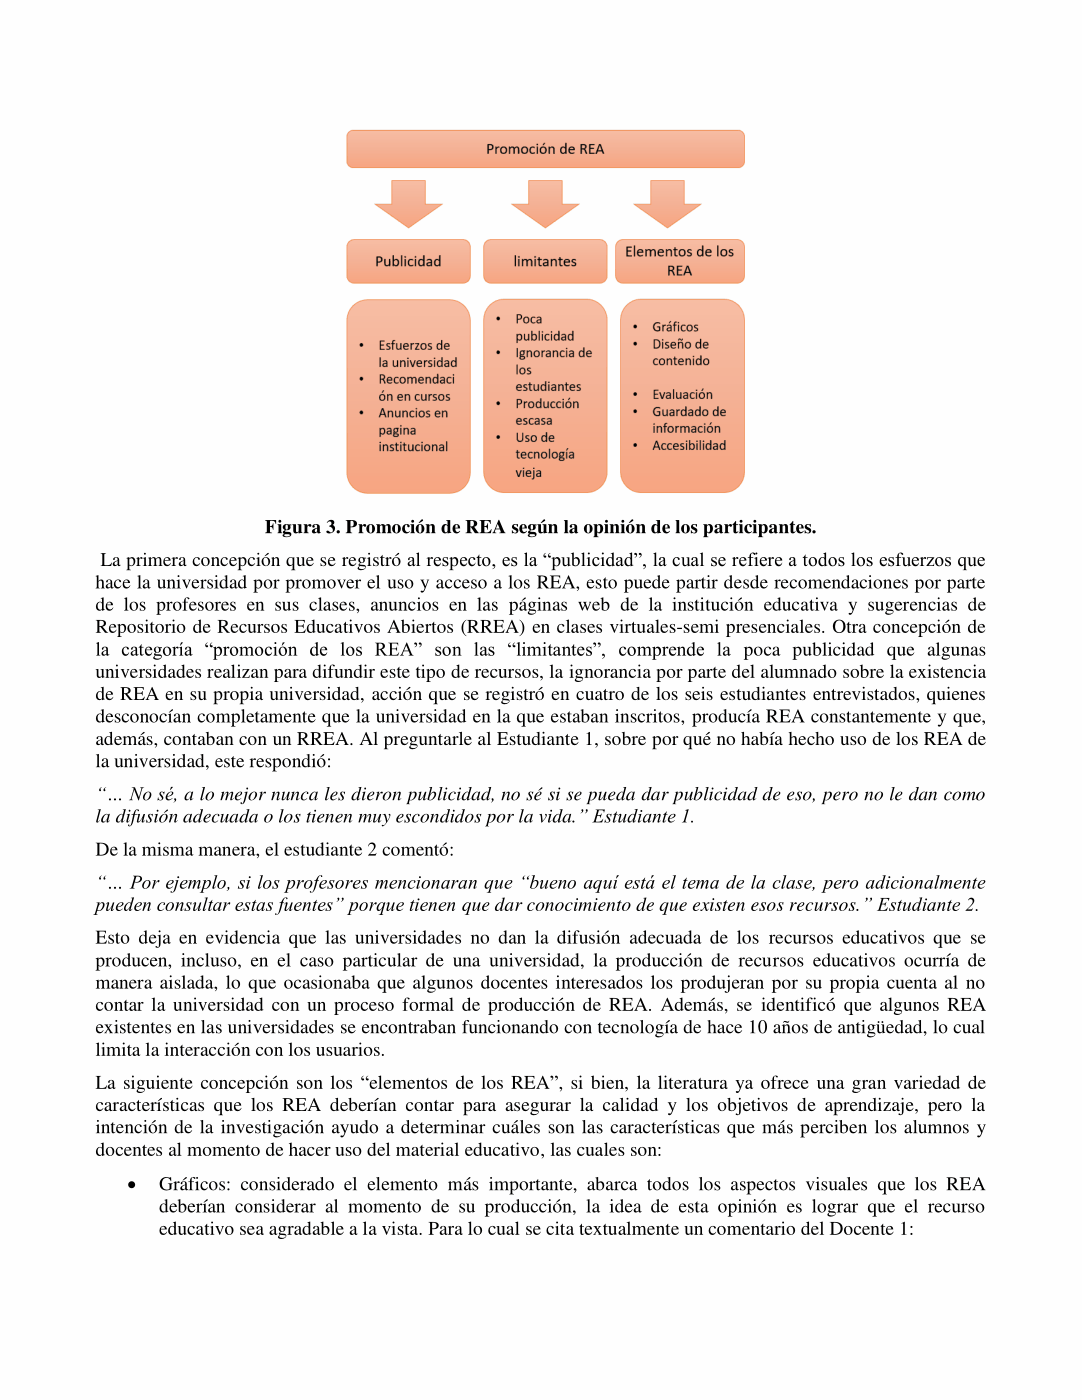 Promoción de REA
Publicidad
limitantes
Elementos de los
REA
• Esfuerzos de
la universidad
• Recomendaci
ón en cursos
• Anuncios en
pagina
institucional
• Poca
publicidad
• Ignorancia de
los
estudiantes
• Producción
escasa
• Uso de
tecnología
vieja
• Gráficos
• Diseño de
contenido
• Evaluación
• Guardado de
información
• Accesibilidad
Figura 3. Promoción de REA según la opinión de los participantes.
La primera concepción que se registró al respecto, es la “publicidad”, la cual se refiere a todos los esfuerzos que
hace la universidad por promover el uso y acceso a los REA, esto puede partir desde recomendaciones por parte
de los profesores en sus clases, anuncios en las páginas web de la institución educativa y sugerencias de
Repositorio de Recursos Educativos Abiertos (RREA) en clases virtuales-semi presenciales. Otra concepción de
la categoría “promoción de los REA” son las “limitantes”, comprende la poca publicidad que algunas
universidades realizan para difundir este tipo de recursos, la ignorancia por parte del alumnado sobre la existencia
de REA en su propia universidad, acción que se registró en cuatro de los seis estudiantes entrevistados, quienes
desconocían completamente que la universidad en la que estaban inscritos, producía REA constantemente y que,
además, contaban con un RREA. Al preguntarle al Estudiante 1, sobre por qué no había hecho uso de los REA de
la universidad, este respondió:
“… No sé, a lo mejor nunca les dieron publicidad, no sé si se pueda dar publicidad de eso, pero no le dan como
la difusión adecuada o los tienen muy escondidos por la vida.” Estudiante 1.
De la misma manera, el estudiante 2 comentó:
“… Por ejemplo, si los profesores mencionaran que “bueno aquí está el tema de la clase, pero adicionalmente
pueden consultar estas fuentes” porque tienen que dar conocimiento de que existen esos recursos.” Estudiante 2.
Esto deja en evidencia que las universidades no dan la difusión adecuada de los recursos educativos que se
producen, incluso, en el caso particular de una universidad, la producción de recursos educativos ocurría de
manera aislada, lo que ocasionaba que algunos docentes interesados los produjeran por su propia cuenta al no
contar la universidad con un proceso formal de producción de REA. Además, se identificó que algunos REA
existentes en las universidades se encontraban funcionando con tecnología de hace 10 años de antigüedad, lo cual
limita la interacción con los usuarios.
La siguiente concepción son los “elementos de los REA”, si bien, la literatura ya ofrece una gran variedad de
características que los REA deberían contar para asegurar la calidad y los objetivos de aprendizaje, pero la
intención de la investigación ayudo a determinar cuáles son las características que más perciben los alumnos y
docentes al momento de hacer uso del material educativo, las cuales son:
• Gráficos: considerado el elemento más importante, abarca todos los aspectos visuales que los REA
deberían considerar al momento de su producción, la idea de esta opinión es lograr que el recurso
educativo sea agradable a la vista. Para lo cual se cita textualmente un comentario del Docente 1: